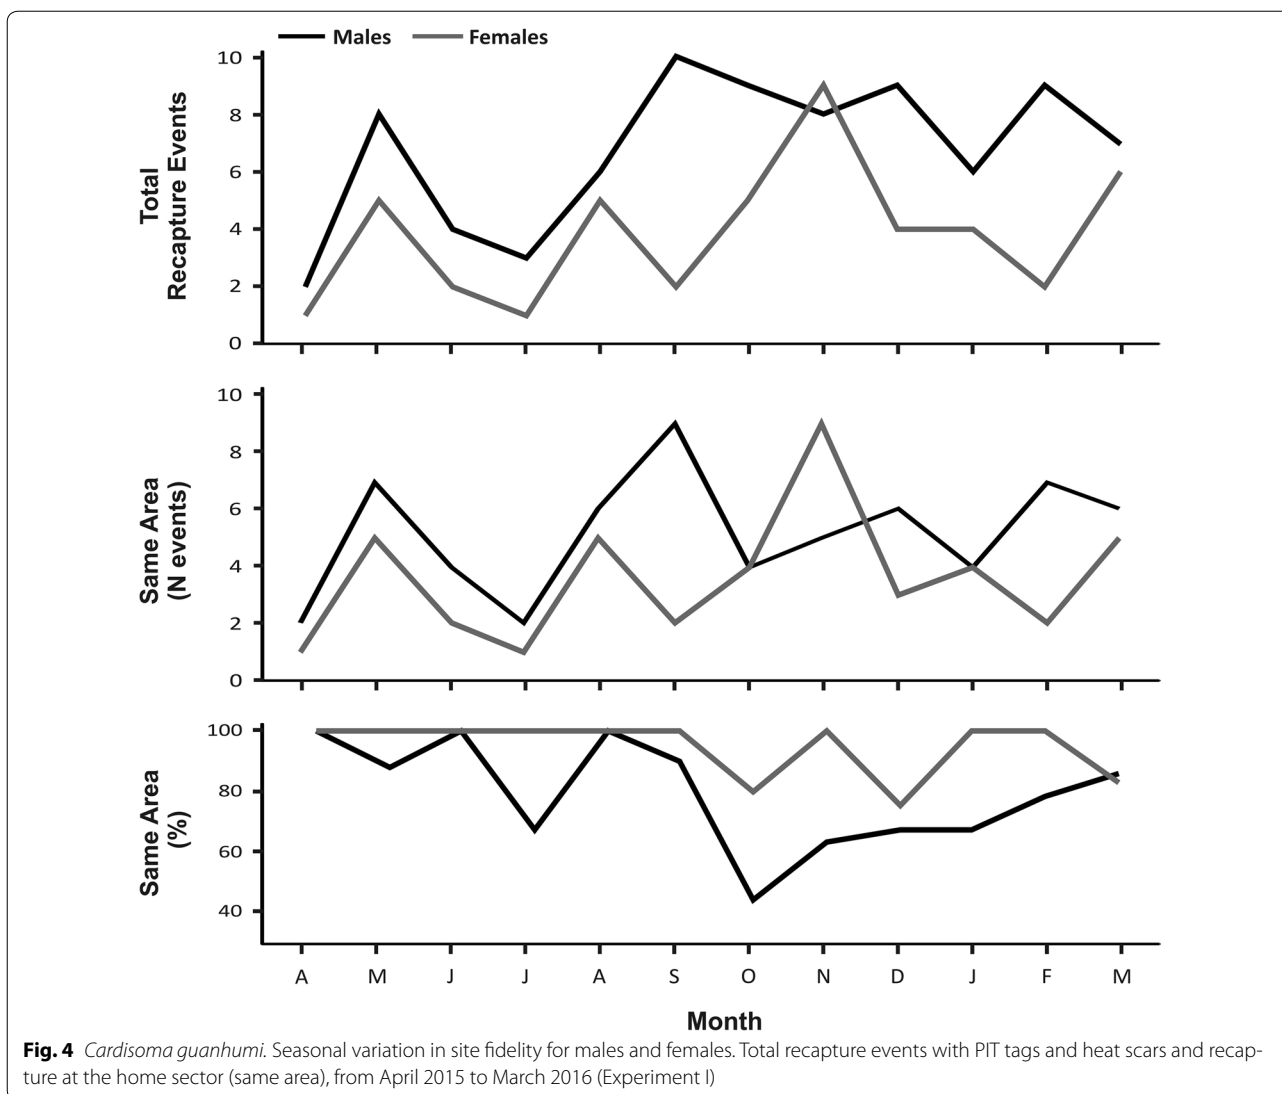 Males Females
Total
Recapture Events
10
8
6
4
2
0
Same Area
(N events)
10
8
6
4
2
0
Same Area
(%)
100
80
60
40
A M J J A S O N D J F M
Month
Fig. 4 Cardisoma guanhumi. Seasonal variation in site fidelity for males and females. Total recapture events with PIT tags and heat scars and recap-
ture at the home sector (same area), from April 2015 to March 2016 (Experiment I)